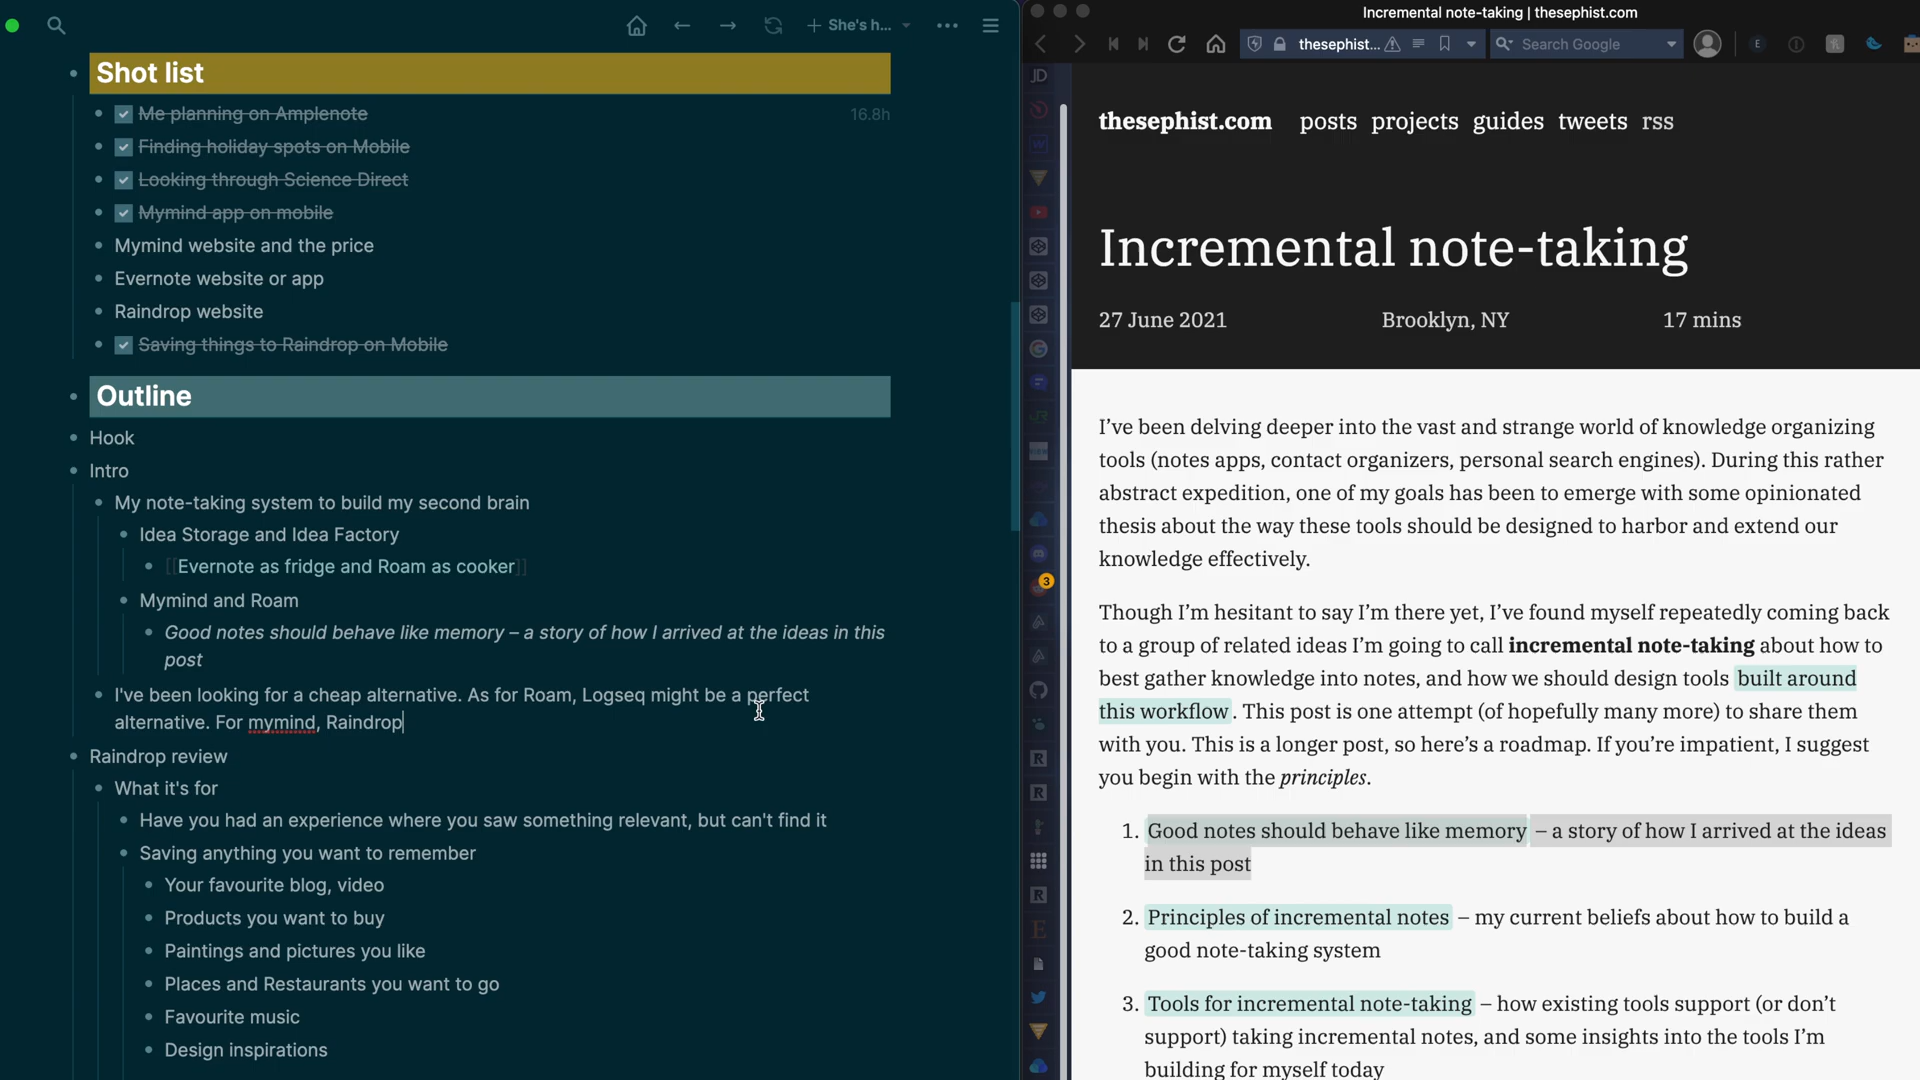 + She's h... ...
Shot list
Me planning on Amplenote
16.8h
Finding holiday spots on Mobile
Looking through Science Direct
Mymind app on mobile
Mymind website and the price
Evernote website or app
Raindrop website
Saving things to Raindrop on Mobile
Outline
Hook
Intro
My note-taking system to build my second brain
Idea Storage and Idea Factory
[[Evernote as fridge and Roam as cooker]]
Mymind and Roam
Good notes should behave like memory – a story of how I arrived at the ideas in this
post
I've been looking for a cheap alternative. As for Roam, Logseq might be a perfect
alternative. For mymind, Raindrop
Raindrop review
What it's for
Have you had an experience where you saw something relevant, but can't find it
Saving anything you want to remember
Your favourite blog, video
Products you want to buy
Paintings and pictures you like
Places and Restaurants you want to go
Favourite music
Design inspirations
Incremental note-taking | thesephist.com
thesephist...
Search Google
JD
3
thesephist.com posts projects guides tweets rss
Incremental note-taking
27 June 2021 Brooklyn, NY 17 mins
I've been delving deeper into the vast and strange world of knowledge organizing
tools (notes apps, contact organizers, personal search engines). During this rather
abstract expedition, one of my goals has been to emerge with some opinionated
thesis about the way these tools should be designed to harbor and extend our
knowledge effectively.
Though I'm hesitant to say I'm there yet, I've found myself repeatedly coming back
to a group of related ideas I'm going to call incremental note-taking about how to
best gather knowledge into notes, and how we should design tools built around
this workflow. This post is one attempt (of hopefully many more) to share them
with you. This is a longer post, so here's a roadmap. If you're impatient, I suggest
you begin with the principles.
1. Good notes should behave like memory – a story of how I arrived at the ideas
in this post
2. Principles of incremental notes – my current beliefs about how to build a
good note-taking system
3. Tools for incremental note-taking – how existing tools support (or don't
support) taking incremental notes, and some insights into the tools I'm
building for myself today